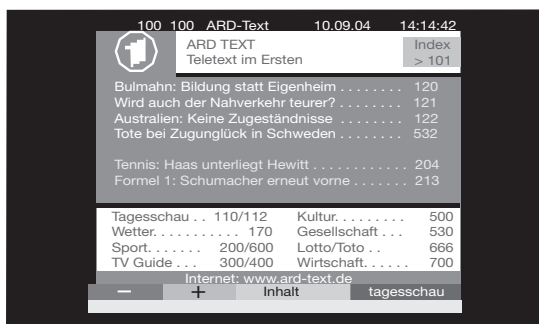 100 100 ARD-Text 10.09.04 14:14:42
ARD TEXT Index
Teletext im Ersten > 101
Bulmahn: Bildung statt Eigenheim . . . . . . . . 120
Wird auch der Nahverkehr teurer? . . . . . . . . 121
Australien: Keine Zugeständnisse . . . . . . . . 122
Tote bei Zugunglück in Schweden . . . . . . . . 532
Tennis: Haas unterliegt Hewitt . . . . . . . . . . . . 204
Formel 1: Schumacher erneut vorne . . . . . . . 213
Tagesschau . . 110/112 Kultur. . . . . . . . . 500
Wetter. . . . . . . . . . . 170 Gesellschaft . . . 530
Sport. . . . . . . 200/600 Lotto/Toto . . 666
TV Guide . . . 300/400 Wirtschaft. . . . . . 700
Internet: www.ard-text.de
− + Inhalt tagesschau